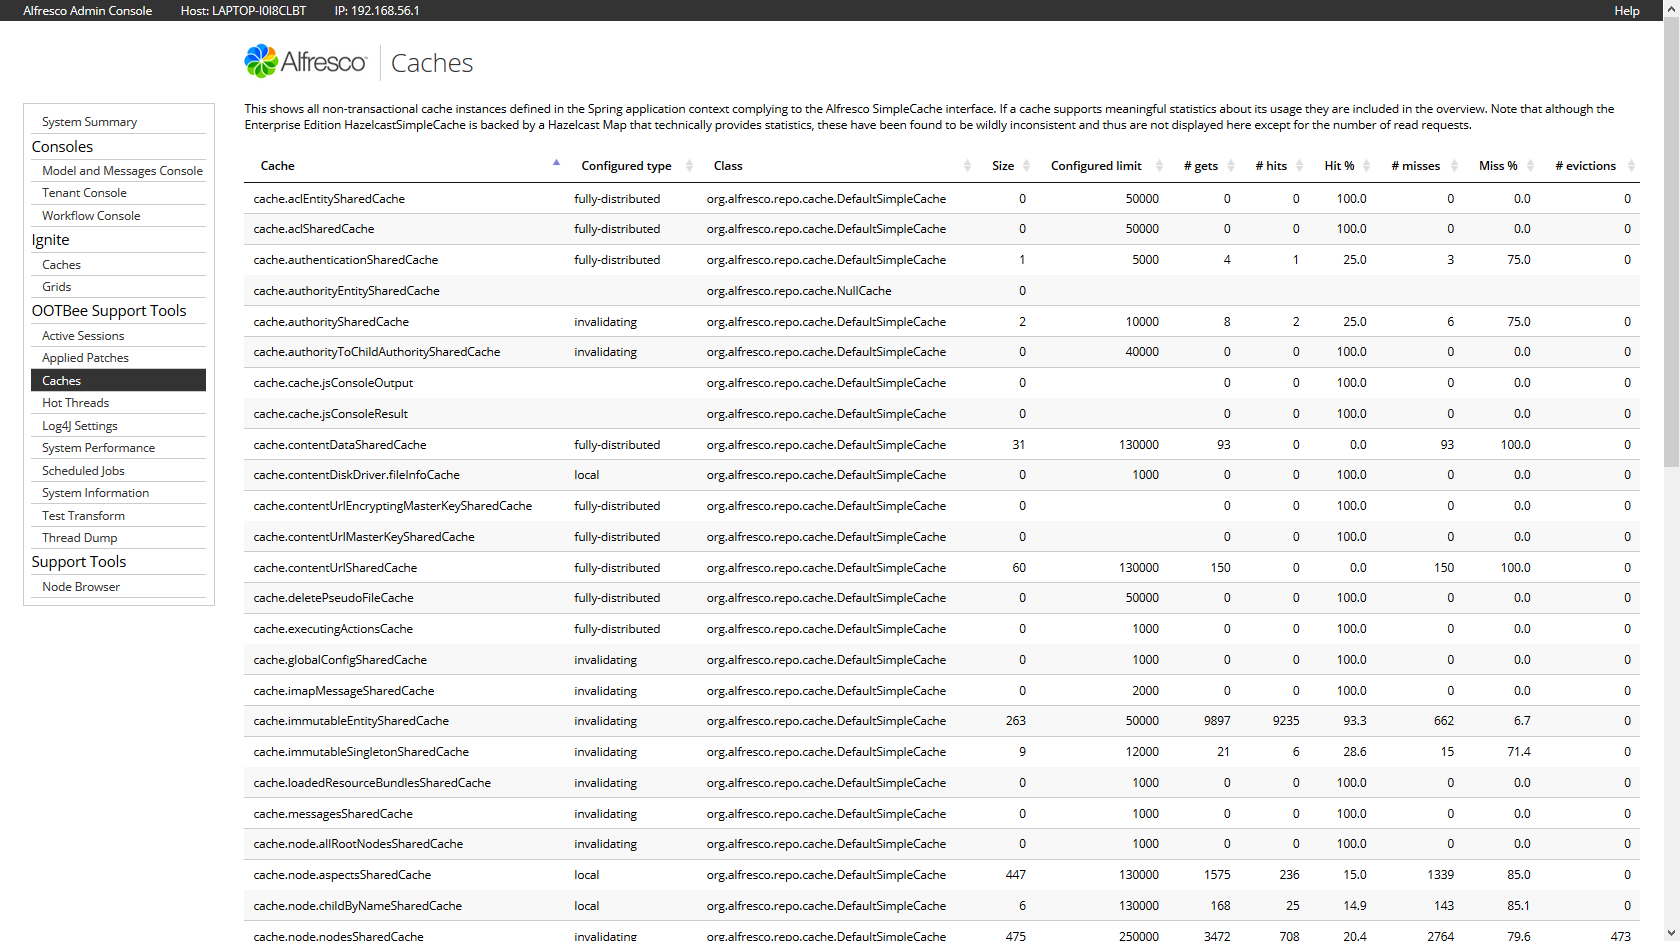 Alfresco Admin Console Host: LAPTOP-I0I8CLBT IP: 192.168.56.1 Help
Alfresco Caches
System Summary
Consoles
Model and Messages Console
Tenant Console
Workflow Console
Ignite
Caches
Grids
OOTBee Support Tools
Active Sessions
Applied Patches
Caches
Hot Threads
Log4J Settings
System Performance
Scheduled Jobs
System Information
Test Transform
Thread Dump
Support Tools
Node Browser
This shows all non-transactional cache instances defined in the Spring application context complying to the Alfresco SimpleCache interface. If a cache supports meaningful statistics about its usage they are included in the overview. Note that although the
Enterprise Edition HazelcastSimpleCache is backed by a Hazelcast Map that technically provides statistics, these have been found to be wildly inconsistent and thus are not displayed here except for the number of read requests.
Cache Configured type Class Size Configured limit # gets # hits Hit % # misses Miss % # evictions
cache.aclEntitySharedCache fully-distributed org.alfresco.repo.cache.DefaultSimpleCache 0 50000 0 0 100.0 0 0.0 0
cache.aclSharedCache fully-distributed org.alfresco.repo.cache.DefaultSimpleCache 0 50000 0 0 100.0 0 0.0 0
cache.authenticationSharedCache fully-distributed org.alfresco.repo.cache.DefaultSimpleCache 1 5000 4 1 25.0 3 75.0 0
cache.authorityEntitySharedCache org.alfresco.repo.cache.NullCache 0
cache.authoritySharedCache invalidating org.alfresco.repo.cache.DefaultSimpleCache 2 10000 8 2 25.0 6 75.0 0
cache.authorityToChildAuthoritySharedCache invalidating org.alfresco.repo.cache.DefaultSimpleCache 0 40000 0 0 100.0 0 0.0 0
cache.cache.jsConsoleOutput org.alfresco.repo.cache.DefaultSimpleCache 0 0 0 100.0 0 0.0 0
cache.cache.jsConsoleResult org.alfresco.repo.cache.DefaultSimpleCache 0 0 0 100.0 0 0.0 0
cache.contentDataSharedCache fully-distributed org.alfresco.repo.cache.DefaultSimpleCache 31 130000 93 0 0.0 93 100.0 0
cache.contentDiskDriver.fileInfoCache local org.alfresco.repo.cache.DefaultSimpleCache 0 1000 0 0 100.0 0 0.0 0
cache.contentUrlEncryptingMasterKeySharedCache fully-distributed org.alfresco.repo.cache.DefaultSimpleCache 0 0 0 100.0 0 0.0 0
cache.contentUrlMasterKeySharedCache fully-distributed org.alfresco.repo.cache.DefaultSimpleCache 0 0 0 100.0 0 0.0 0
cache.contentUrlSharedCache fully-distributed org.alfresco.repo.cache.DefaultSimpleCache 60 130000 150 0 0.0 150 100.0 0
cache.deletePseudoFileCache fully-distributed org.alfresco.repo.cache.DefaultSimpleCache 0 50000 0 0 100.0 0 0.0 0
cache.executingActionsCache fully-distributed org.alfresco.repo.cache.DefaultSimpleCache 0 1000 0 0 100.0 0 0.0 0
cache.globalConfigSharedCache invalidating org.alfresco.repo.cache.DefaultSimpleCache 0 1000 0 0 100.0 0 0.0 0
cache.imapMessageSharedCache invalidating org.alfresco.repo.cache.DefaultSimpleCache 0 2000 0 0 100.0 0 0.0 0
cache.immutableEntitySharedCache invalidating org.alfresco.repo.cache.DefaultSimpleCache 263 50000 9897 9235 93.3 662 6.7 0
cache.immutableSingletonSharedCache invalidating org.alfresco.repo.cache.DefaultSimpleCache 9 12000 21 6 28.6 15 71.4 0
cache.loadedResourceBundlesSharedCache invalidating org.alfresco.repo.cache.DefaultSimpleCache 0 1000 0 0 100.0 0 0.0 0
cache.messagesSharedCache invalidating org.alfresco.repo.cache.DefaultSimpleCache 0 1000 0 0 100.0 0 0.0 0
cache.node.allRootNodesSharedCache invalidating org.alfresco.repo.cache.DefaultSimpleCache 0 1000 0 0 100.0 0 0.0 0
cache.node.aspectsSharedCache local org.alfresco.repo.cache.DefaultSimpleCache 447 130000 1575 236 15.0 1339 85.0 0
cache.node.childByNameSharedCache local org.alfresco.repo.cache.DefaultSimpleCache 6 130000 168 25 14.9 143 85.1 0
cache.node.nodesSharedCache invalidating org.alfresco.repo.cache.DefaultSimpleCache 475 250000 3472 708 20.4 2764 79.6 473